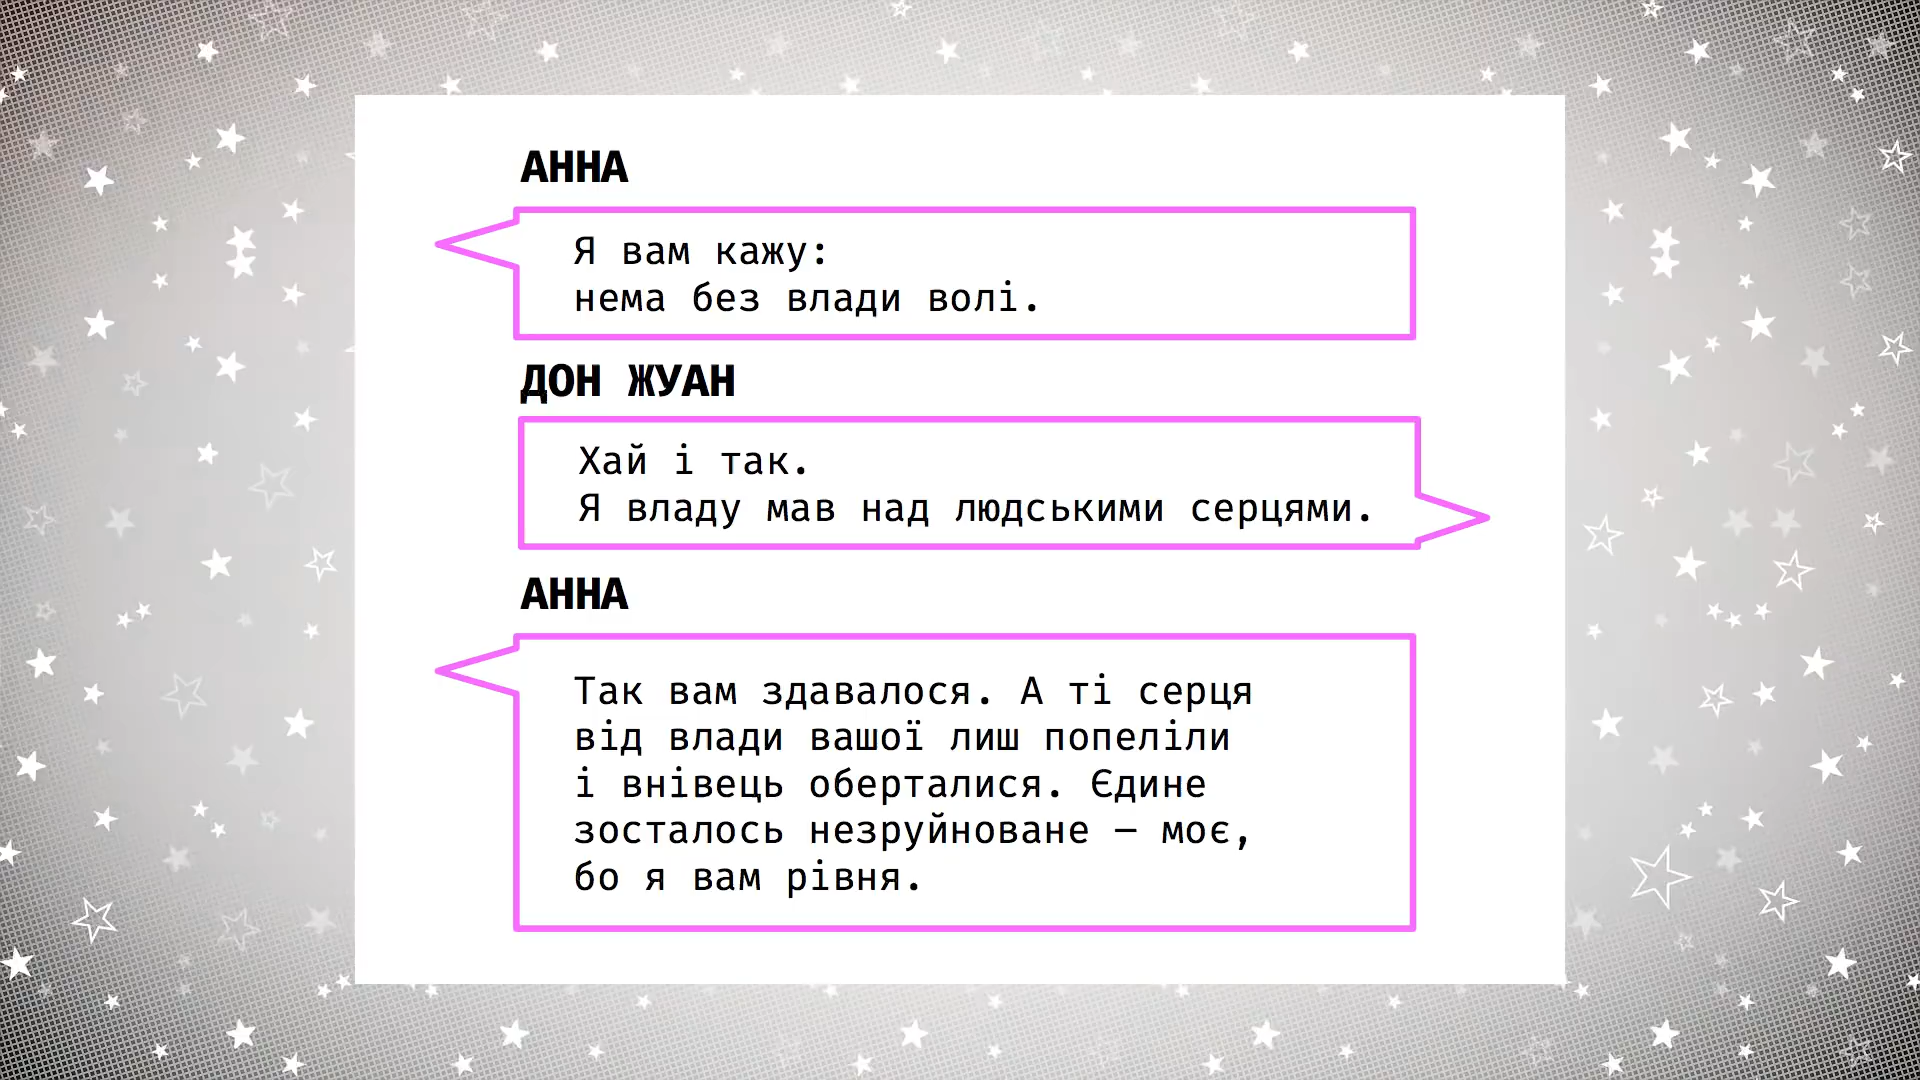 АННА
Я вам кажу:
нема без влади волі.
ДОН ЖУАН
Хай і так.
Я владу мав над людськими серцями.
АННА
Так вам здавалося. А ті серця
від влади вашої лиш попеліли
і внівець оберталися. Єдине
зосталось незруйноване — моє,
бо я вам рівня.